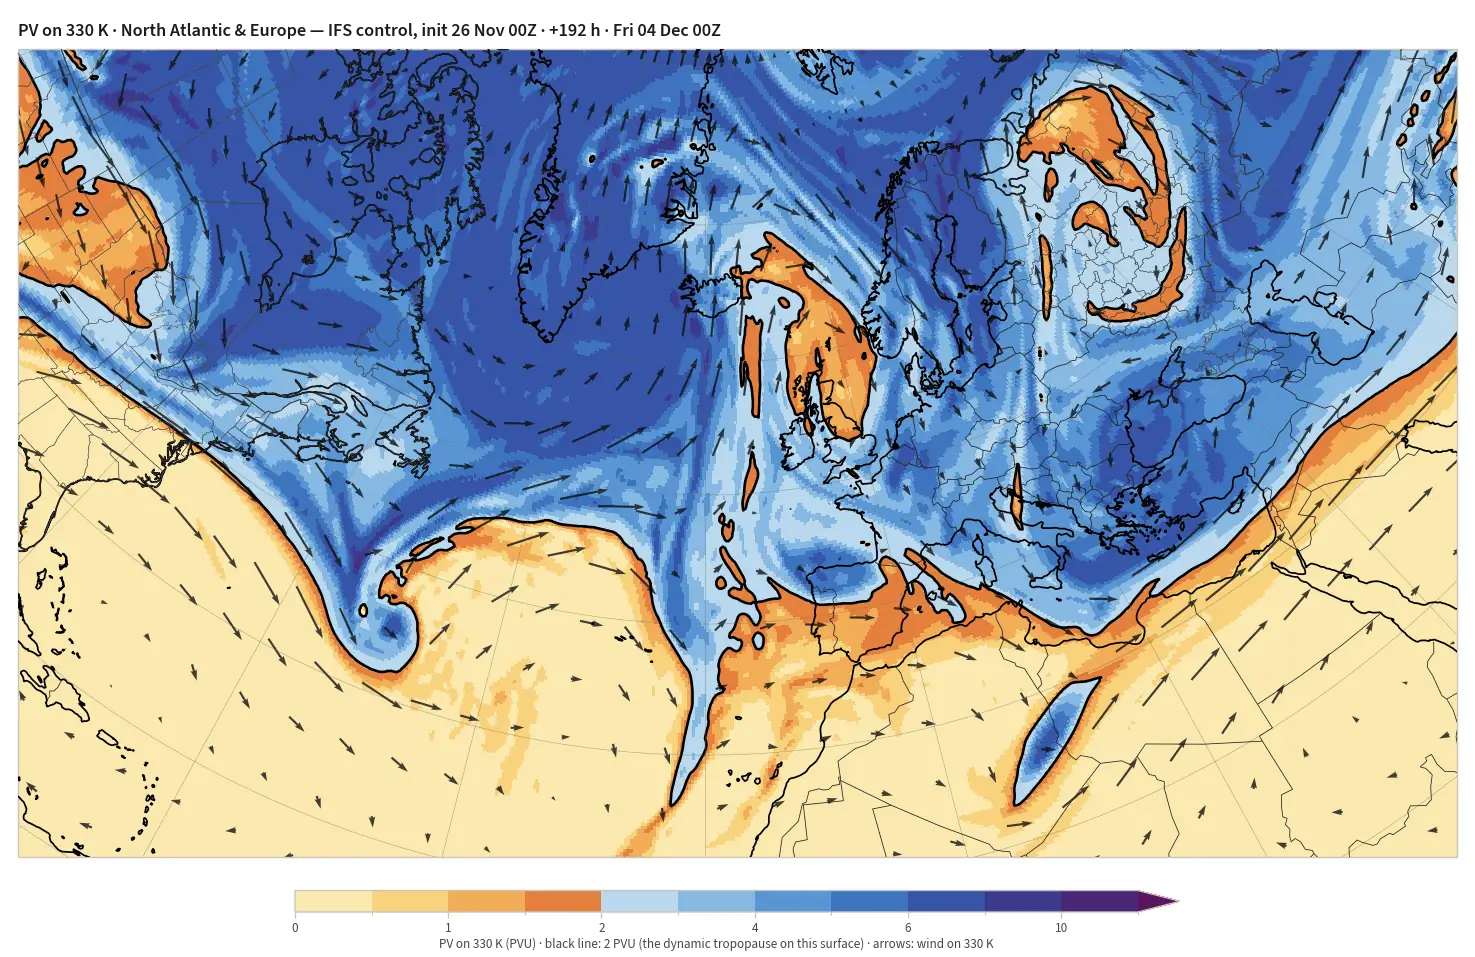 PV on 330 K · North Atlantic & Europe — IFS control, init 26 Nov 00Z · +192 h · Fri 04 Dec 00Z
0 1 2 4 6 10
PV on 330 K (PVU) · black line: 2 PVU (the dynamic tropopause on this surface) · arrows: wind on 330 K